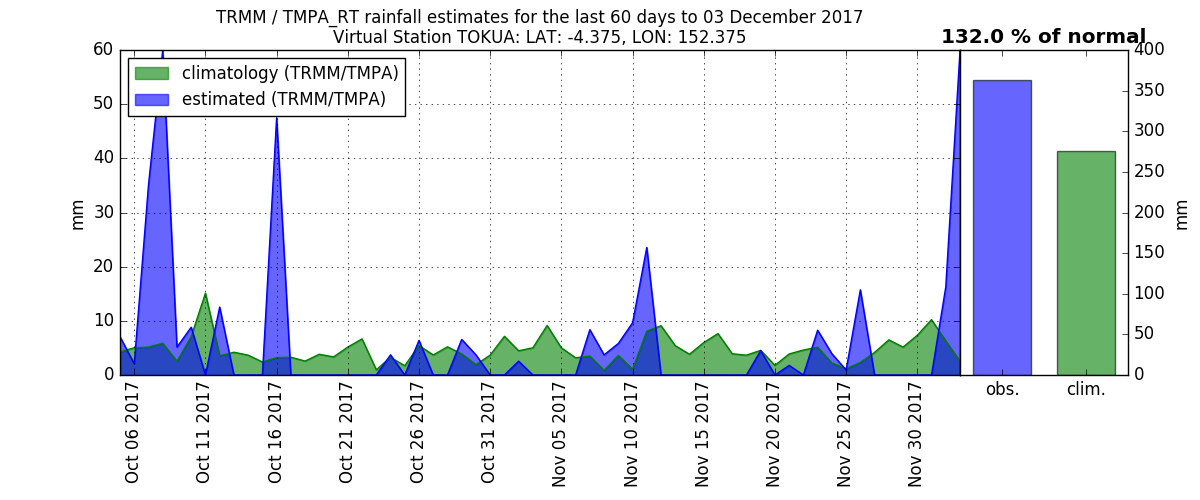 TRMM / TMPA_RT rainfall estimates for the last 60 days to 03 December 2017
Virtual Station TOKUA: LAT: -4.375, LON: 152.375
132.0 % of normal
climatology (TRMM/TMPA)
estimated (TRMM/TMPA)
60
50
40
30
20
10
0
mm
400
350
300
250
200
150
100
50
0
mm
Oct 06 2017
Oct 11 2017
Oct 16 2017
Oct 21 2017
Oct 26 2017
Oct 31 2017
Nov 05 2017
Nov 10 2017
Nov 15 2017
Nov 20 2017
Nov 25 2017
Nov 30 2017
obs.
clim.